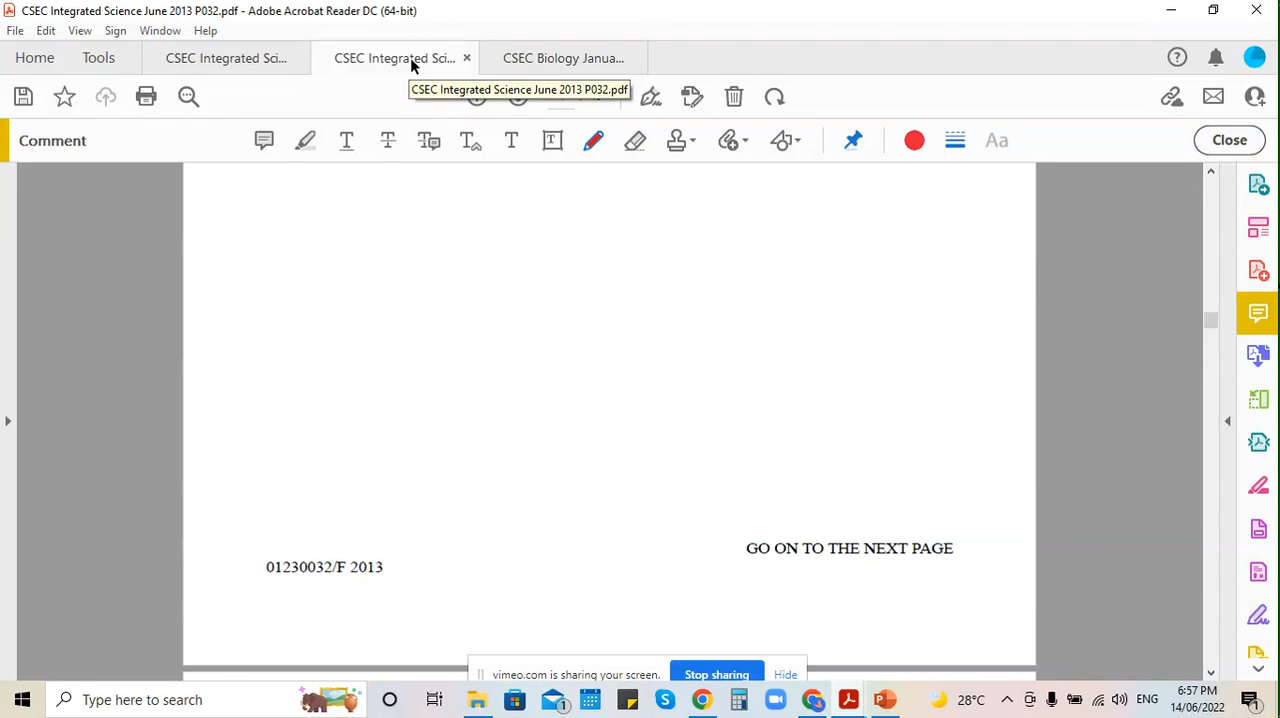 CSEC Integrated Science June 2013 P032.pdf - Adobe Acrobat Reader DC (64-bit)
File Edit View Sign Window Help
Home Tools CSEC Integrated Sci... CSEC Integrated Sci... CSEC Biology Janua...
CSEC Integrated Science June 2013 P032.pdf
Comment Aa Close
GO ON TO THE NEXT PAGE
01230032/F 2013
vimeo.com is sharing your screen. Stop sharing Hide
Type here to search 28°C ENG 6:57 PM
14/06/2022